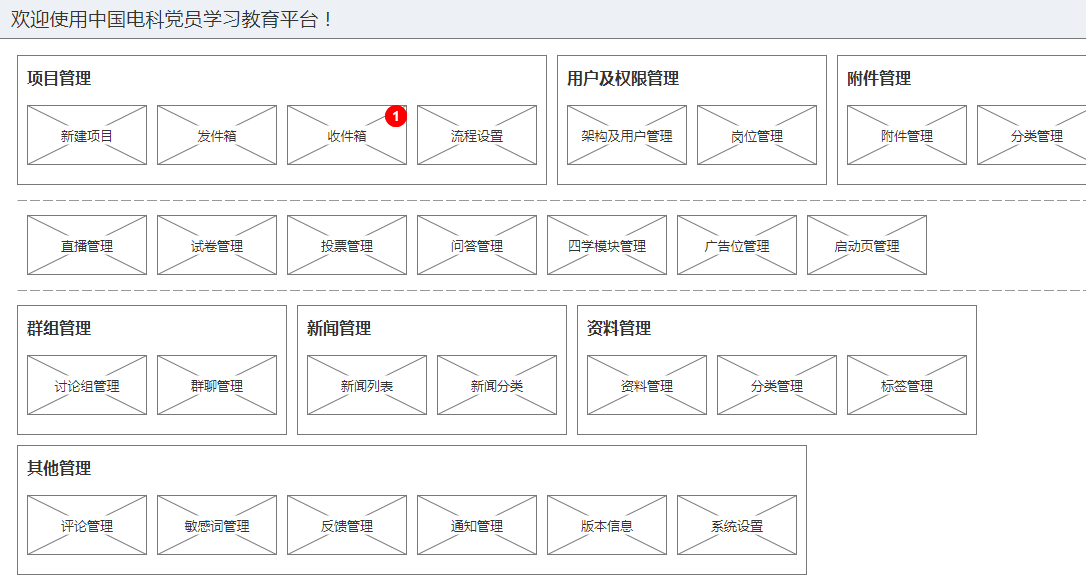 欢迎使用中国电科党员学习教育平台！
项目管理 用户及权限管理 附件管理
新建项目 发件箱 收件箱 1 流程设置 架构及用户管理 岗位管理 附件管理 分类管理
直播管理 试卷管理 投票管理 问答管理 四学模块管理 广告位管理 启动页管理
群组管理 新闻管理 资料管理
讨论组管理 群聊管理 新闻列表 新闻分类 资料管理 分类管理 标签管理
其他管理
评论管理 敏感词管理 反馈管理 通知管理 版本信息 系统设置